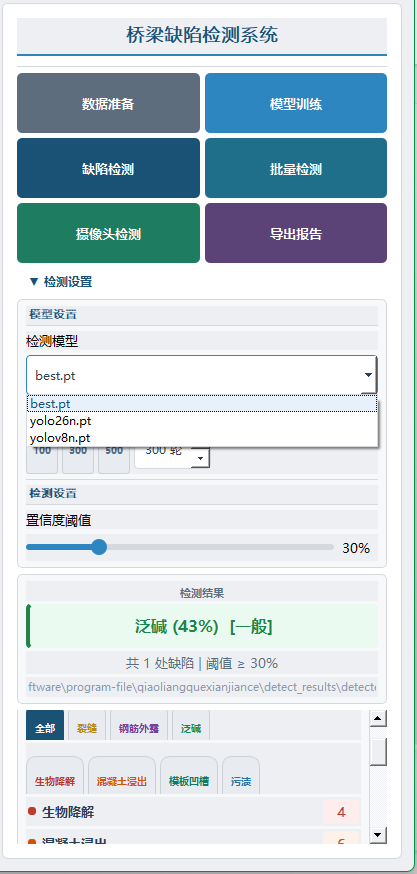 桥梁缺陷检测系统
数据准备 模型训练
缺陷检测 批量检测
摄像头检测 导出报告
▼ 检测设置
模型设置
检测模型
best.pt
best.pt
yolo26n.pt
yolov8n.pt
100 300 500 300 轮
检测设置
置信度阈值
30%
检测结果
泛碱 (43%) [一般]
共 1 处缺陷 | 阈值 ≥ 30%
ftware\program-file\qiaoliangquexianjiance\detect_results\detecte
全部 裂缝 钢筋外露 泛碱
生物降解 混凝土浸出 模板凹槽 污渍
生物降解 4
混凝土浸出 6